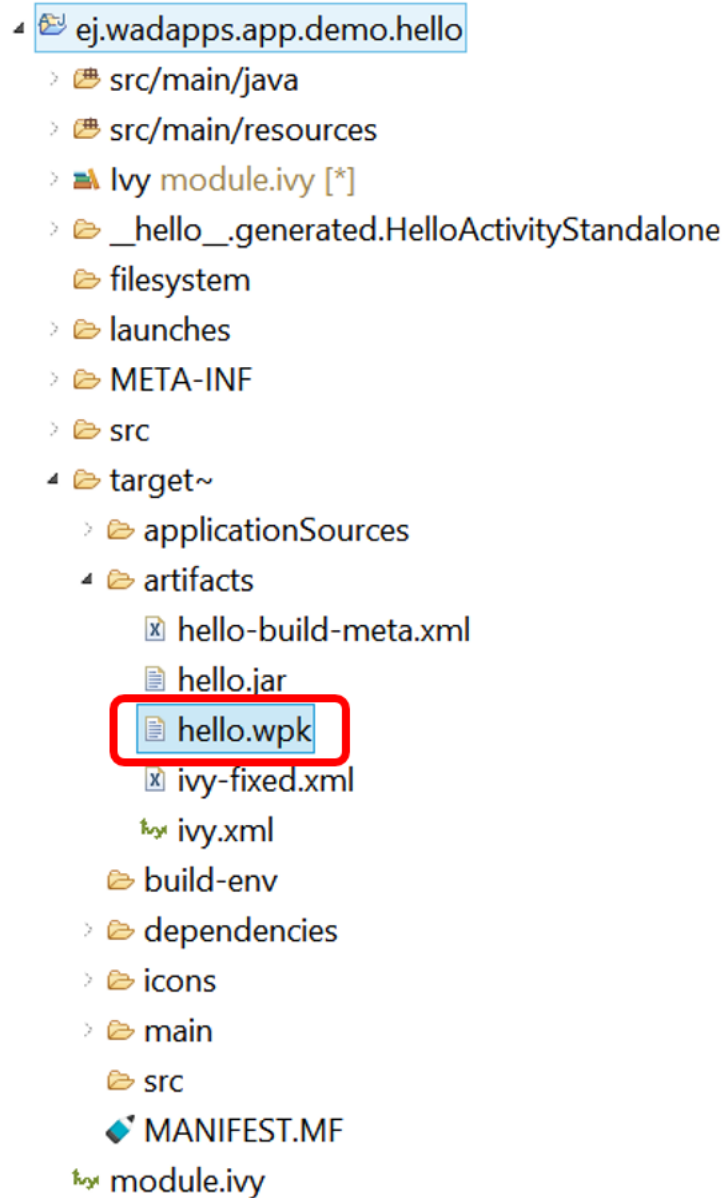 ej.wadapps.app.demo.hello
src/main/java
src/main/resources
Ivy module.ivy [*]
__hello__.generated.HelloActivityStandalone
filesystem
launches
META-INF
src
target~
applicationSources
artifacts
hello-build-meta.xml
hello.jar
hello.wpk
ivy-fixed.xml
ivy.xml
build-env
dependencies
icons
main
src
MANIFEST.MF
module.ivy